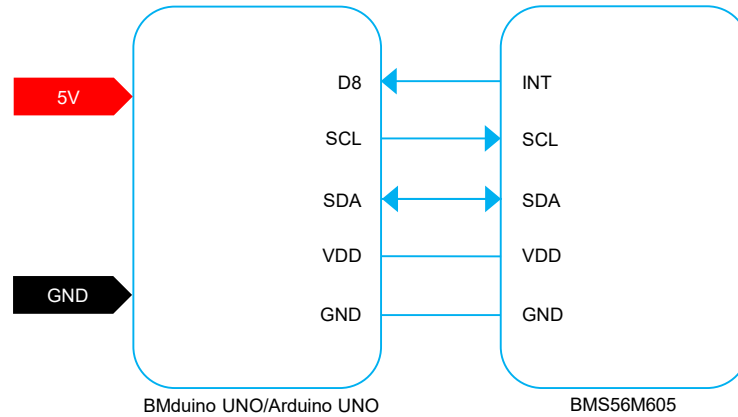 5V
GND
D8
SCL
SDA
VDD
GND
INT
SCL
SDA
VDD
GND
BMduino UNO/Arduino UNO
BMS56M605